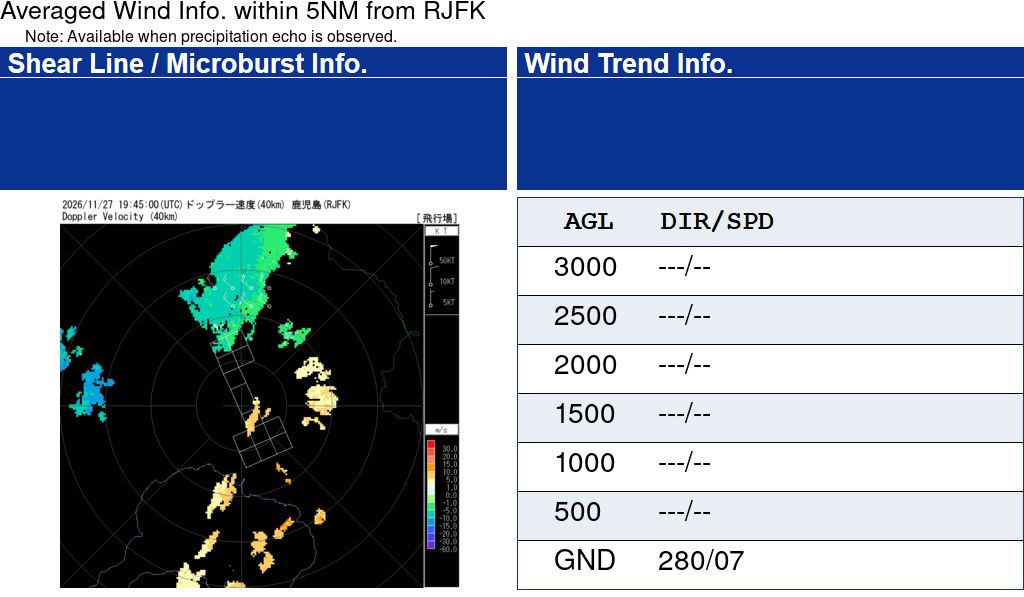 Averaged Wind Info. within 5NM from RJFK
Note: Available when precipitation echo is observed.
Shear Line / Microburst Info.
Wind Trend Info.
2026/11/27 19:45:00(UTC) ドップラー速度(40km) 鹿児島(RJFK)
Doppler Velocity (40km)
[飛行場]
K T
50KT
10KT
5KT
m/s
30.0
20.0
15.0
10.0
5.0
1.0
0.0
-1.0
-5.0
-10.0
-15.0
-20.0
-30.0
-60.0
AGL DIR/SPD
3000 ---/--
2500 ---/--
2000 ---/--
1500 ---/--
1000 ---/--
500 ---/--
GND 280/07